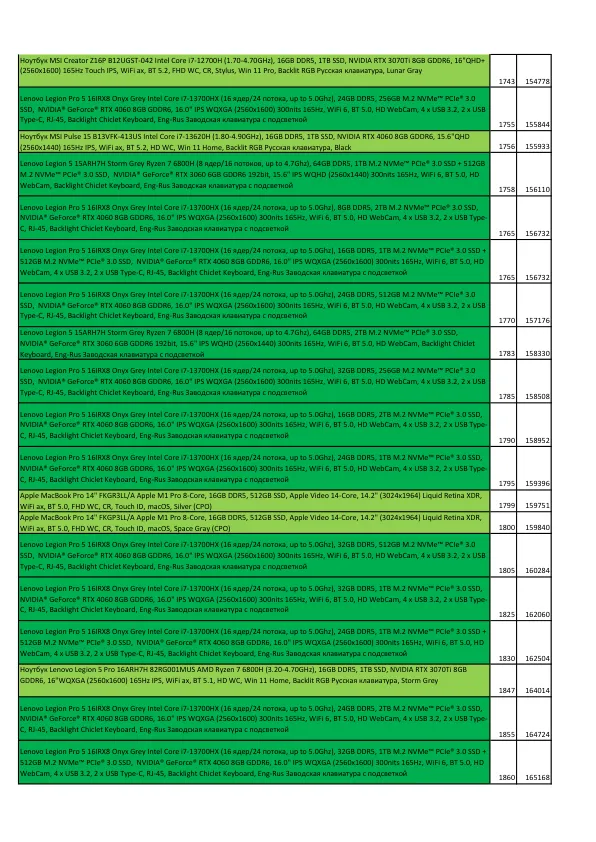 Ноутбук MSI Creator Z16P B12UGST-042 Intel Core i7-12700H (1.70-4.70GHz), 16GB DDR5, 1TB SSD, NVIDIA RTX 3070Ti 8GB GDDR6, 16"QHD+
(2560x1600) 165Hz Touch IPS, WiFi ax, BT 5.2, FHD WC, CR, Stylus, Win 11 Pro, Backlit RGB Русская клавиатура, Lunar Gray
1743 154778
Lenovo Legion Pro 5 16IRX8 Onyx Grey Intel Core i7-13700HX (16 ядер/24 потока, up to 5.0Ghz), 24GB DDR5, 256GB M.2 NVMe™ PCIe® 3.0
SSD, NVIDIA® GeForce® RTX 4060 8GB GDDR6, 16.0" IPS WQXGA (2560x1600) 300nits 165Hz, WiFi 6, BT 5.0, HD WebCam, 4 x USB 3.2, 2 x USB
Type-C, RJ-45, Backlight Chiclet Keyboard, Eng-Rus Заводская клавиатура с подсветкой
1755 155844
Ноутбук MSI Pulse 15 B13VFK-413US Intel Core i7-13620H (1.80-4.90GHz), 16GB DDR5, 1TB SSD, NVIDIA RTX 4060 8GB GDDR6, 15.6"QHD
(2560x1440) 165Hz IPS, WiFi ax, BT 5.2, HD WC, Win 11 Home, Backlit RGB Русская клавиатура, Black
1756 155933
Lenovo Legion 5 15ARH7H Storm Grey Ryzen 7 6800H (8 ядер/16 потоков, up to 4.7Ghz), 64GB DDR5, 1TB M.2 NVMe™ PCIe® 3.0 SSD + 512GB
M.2 NVMe™ PCIe® 3.0 SSD, NVIDIA® GeForce® RTX 3060 6GB GDDR6 192bit, 15.6" IPS WQHD (2560x1440) 300nits 165Hz, WiFi 6, BT 5.0, HD
WebCam, Backlight Chiclet Keyboard, Eng-Rus Заводская клавиатура с подсветкой
1758 156110
Lenovo Legion Pro 5 16IRX8 Onyx Grey Intel Core i7-13700HX (16 ядер/24 потока, up to 5.0Ghz), 8GB DDR5, 2TB M.2 NVMe™ PCIe® 3.0 SSD,
NVIDIA® GeForce® RTX 4060 8GB GDDR6, 16.0" IPS WQXGA (2560x1600) 300nits 165Hz, WiFi 6, BT 5.0, HD WebCam, 4 x USB 3.2, 2 x USB Type-
C, RJ-45, Backlight Chiclet Keyboard, Eng-Rus Заводская клавиатура с подсветкой
1765 156732
Lenovo Legion Pro 5 16IRX8 Onyx Grey Intel Core i7-13700HX (16 ядер/24 потока, up to 5.0Ghz), 16GB DDR5, 1TB M.2 NVMe™ PCIe® 3.0 SSD +
512GB M.2 NVMe™ PCIe® 3.0 SSD, NVIDIA® GeForce® RTX 4060 8GB GDDR6, 16.0" IPS WQXGA (2560x1600) 300nits 165Hz, WiFi 6, BT 5.0, HD
WebCam, 4 x USB 3.2, 2 x USB Type-C, RJ-45, Backlight Chiclet Keyboard, Eng-Rus Заводская клавиатура с подсветкой
1765 156732
Lenovo Legion Pro 5 16IRX8 Onyx Grey Intel Core i7-13700HX (16 ядер/24 потока, up to 5.0Ghz), 24GB DDR5, 512GB M.2 NVMe™ PCIe® 3.0
SSD, NVIDIA® GeForce® RTX 4060 8GB GDDR6, 16.0" IPS WQXGA (2560x1600) 300nits 165Hz, WiFi 6, BT 5.0, HD WebCam, 4 x USB 3.2, 2 x USB
Type-C, RJ-45, Backlight Chiclet Keyboard, Eng-Rus Заводская клавиатура с подсветкой
1770 157176
Lenovo Legion 5 15ARH7H Storm Grey Ryzen 7 6800H (8 ядер/16 потоков, up to 4.7Ghz), 64GB DDR5, 2TB M.2 NVMe™ PCIe® 3.0 SSD,
NVIDIA® GeForce® RTX 3060 6GB GDDR6 192bit, 15.6" IPS WQHD (2560x1440) 300nits 165Hz, WiFi 6, BT 5.0, HD WebCam, Backlight Chiclet
Keyboard, Eng-Rus Заводская клавиатура с подсветкой
1783 158330
Lenovo Legion Pro 5 16IRX8 Onyx Grey Intel Core i7-13700HX (16 ядер/24 потока, up to 5.0Ghz), 32GB DDR5, 256GB M.2 NVMe™ PCIe® 3.0
SSD, NVIDIA® GeForce® RTX 4060 8GB GDDR6, 16.0" IPS WQXGA (2560x1600) 300nits 165Hz, WiFi 6, BT 5.0, HD WebCam, 4 x USB 3.2, 2 x USB
Type-C, RJ-45, Backlight Chiclet Keyboard, Eng-Rus Заводская клавиатура с подсветкой
1785 158508
Lenovo Legion Pro 5 16IRX8 Onyx Grey Intel Core i7-13700HX (16 ядер/24 потока, up to 5.0Ghz), 16GB DDR5, 2TB M.2 NVMe™ PCIe® 3.0 SSD,
NVIDIA® GeForce® RTX 4060 8GB GDDR6, 16.0" IPS WQXGA (2560x1600) 300nits 165Hz, WiFi 6, BT 5.0, HD WebCam, 4 x USB 3.2, 2 x USB Type-
C, RJ-45, Backlight Chiclet Keyboard, Eng-Rus Заводская клавиатура с подсветкой
1790 158952
Lenovo Legion Pro 5 16IRX8 Onyx Grey Intel Core i7-13700HX (16 ядер/24 потока, up to 5.0Ghz), 24GB DDR5, 1TB M.2 NVMe™ PCIe® 3.0 SSD,
NVIDIA® GeForce® RTX 4060 8GB GDDR6, 16.0" IPS WQXGA (2560x1600) 300nits 165Hz, WiFi 6, BT 5.0, HD WebCam, 4 x USB 3.2, 2 x USB Type-
C, RJ-45, Backlight Chiclet Keyboard, Eng-Rus Заводская клавиатура с подсветкой
1795 159396
Apple MacBook Pro 14" FKGR3LL/A Apple M1 Pro 8-Core, 16GB DDR5, 512GB SSD, Apple Video 14-Core, 14.2" (3024x1964) Liquid Retina XDR,
WiFi ax, BT 5.0, FHD WC, CR, Touch ID, macOS, Silver (CPO)
1799 159751
Apple MacBook Pro 14" FKGP3LL/A Apple M1 Pro 8-Core, 16GB DDR5, 512GB SSD, Apple Video 14-Core, 14.2" (3024x1964) Liquid Retina XDR,
WiFi ax, BT 5.0, FHD WC, CR, Touch ID, macOS, Space Gray (CPO)
1800 159840
Lenovo Legion Pro 5 16IRX8 Onyx Grey Intel Core i7-13700HX (16 ядер/24 потока, up to 5.0Ghz), 32GB DDR5, 512GB M.2 NVMe™ PCIe® 3.0
SSD, NVIDIA® GeForce® RTX 4060 8GB GDDR6, 16.0" IPS WQXGA (2560x1600) 300nits 165Hz, WiFi 6, BT 5.0, HD WebCam, 4 x USB 3.2, 2 x USB
Type-C, RJ-45, Backlight Chiclet Keyboard, Eng-Rus Заводская клавиатура с подсветкой
1805 160284
Lenovo Legion Pro 5 16IRX8 Onyx Grey Intel Core i7-13700HX (16 ядер/24 потока, up to 5.0Ghz), 32GB DDR5, 1TB M.2 NVMe™ PCIe® 3.0 SSD,
NVIDIA® GeForce® RTX 4060 8GB GDDR6, 16.0" IPS WQXGA (2560x1600) 300nits 165Hz, WiFi 6, BT 5.0, HD WebCam, 4 x USB 3.2, 2 x USB Type-
C, RJ-45, Backlight Chiclet Keyboard, Eng-Rus Заводская клавиатура с подсветкой
1825 162060
Lenovo Legion Pro 5 16IRX8 Onyx Grey Intel Core i7-13700HX (16 ядер/24 потока, up to 5.0Ghz), 24GB DDR5, 1TB M.2 NVMe™ PCIe® 3.0 SSD +
512GB M.2 NVMe™ PCIe® 3.0 SSD, NVIDIA® GeForce® RTX 4060 8GB GDDR6, 16.0" IPS WQXGA (2560x1600) 300nits 165Hz, WiFi 6, BT 5.0, HD
WebCam, 4 x USB 3.2, 2 x USB Type-C, RJ-45, Backlight Chiclet Keyboard, Eng-Rus Заводская клавиатура с подсветкой
1830 162504
Ноутбук Lenovo Legion 5 Pro 16ARH7H 82RG001MUS AMD Ryzen 7 6800H (3.20-4.70GHz), 16GB DDR5, 1TB SSD, NVIDIA RTX 3070Ti 8GB
GDDR6, 16"WQXGA (2560x1600) 165Hz IPS, WiFi ax, BT 5.1, HD WC, Win 11 Home, Backlit RGB Русская клавиатура, Storm Grey
1847 164014
Lenovo Legion Pro 5 16IRX8 Onyx Grey Intel Core i7-13700HX (16 ядер/24 потока, up to 5.0Ghz), 24GB DDR5, 2TB M.2 NVMe™ PCIe® 3.0 SSD,
NVIDIA® GeForce® RTX 4060 8GB GDDR6, 16.0" IPS WQXGA (2560x1600) 300nits 165Hz, WiFi 6, BT 5.0, HD WebCam, 4 x USB 3.2, 2 x USB Type-
C, RJ-45, Backlight Chiclet Keyboard, Eng-Rus Заводская клавиатура с подсветкой
1855 164724
Lenovo Legion Pro 5 16IRX8 Onyx Grey Intel Core i7-13700HX (16 ядер/24 потока, up to 5.0Ghz), 32GB DDR5, 1TB M.2 NVMe™ PCIe® 3.0 SSD +
512GB M.2 NVMe™ PCIe® 3.0 SSD, NVIDIA® GeForce® RTX 4060 8GB GDDR6, 16.0" IPS WQXGA (2560x1600) 300nits 165Hz, WiFi 6, BT 5.0, HD
WebCam, 4 x USB 3.2, 2 x USB Type-C, RJ-45, Backlight Chiclet Keyboard, Eng-Rus Заводская клавиатура с подсветкой
1860 165168